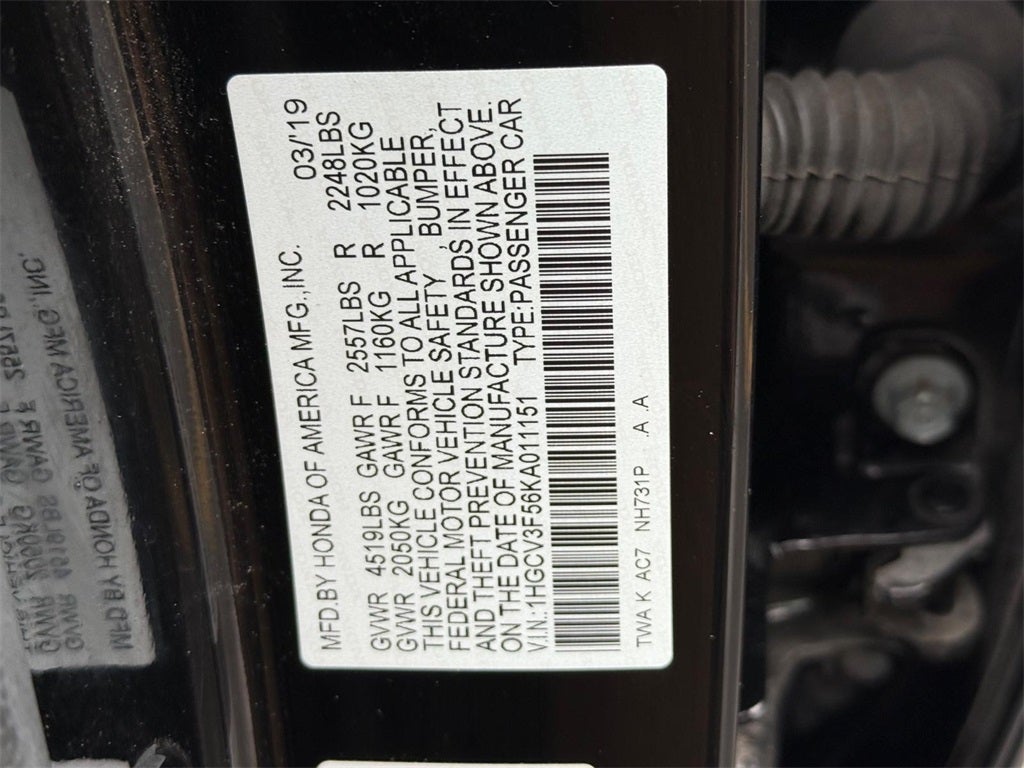 MFD.BY HONDA OF AMERICA MFG.,INC. 03/19
GVWR 4519LBS GAWR F 2557LBS R 2248LBS
GVWR 2050KG GAWR F 1160KG R 1020KG
THIS VEHICLE CONFORMS TO ALL APPLICABLE
FEDERAL MOTOR VEHICLE SAFETY, BUMPER,
AND THEFT PREVENTION STANDARDS, IN EFFECT
ON THE DATE OF MANUFACTURE SHOWN ABOVE.
V.I.N.:1HGCV3F56KA011151 TYPE:PASSENGER CAR
TWA K AC7 NH731P .A .A